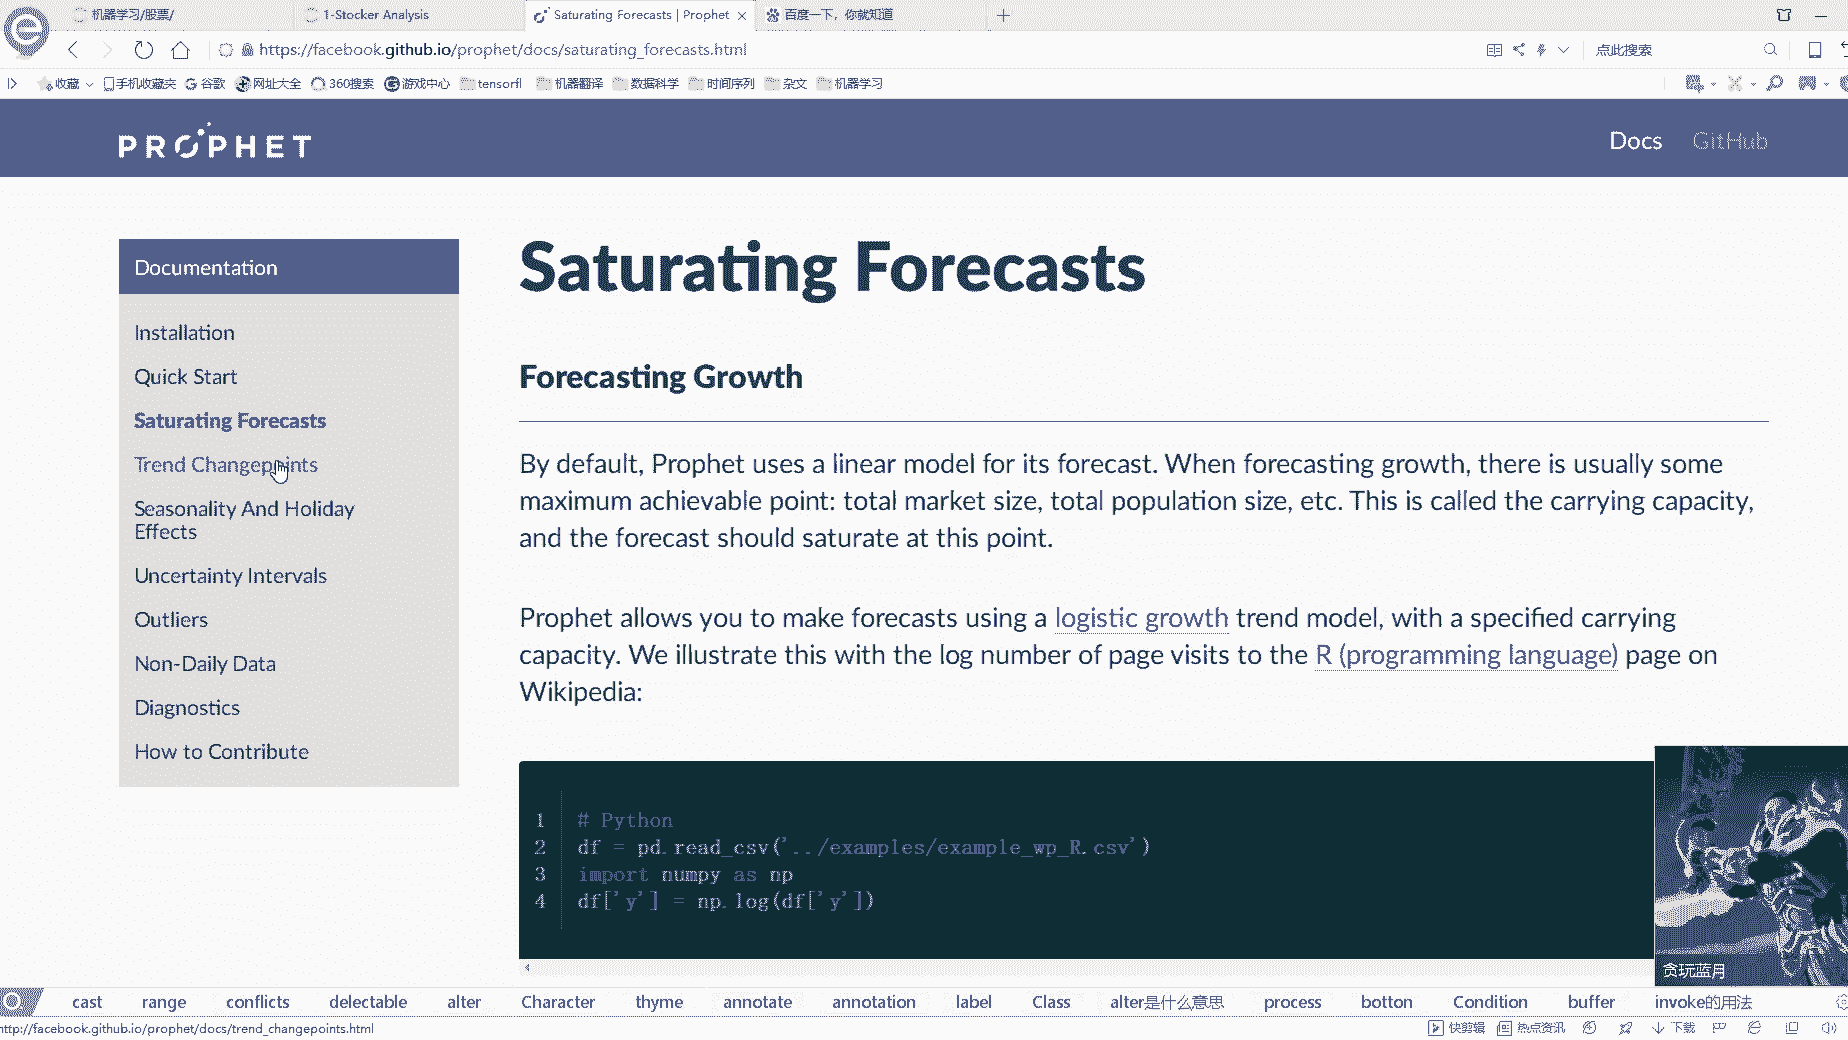 机器学习/股票/
1-Stocker Analysis
Saturating Forecasts | Prophet
百度一下，你就知道
https://facebook.github.io/prophet/docs/saturating_forecasts.html
点此搜索
收藏
手机收藏夹
谷歌
网址大全
360搜索
游戏中心
tensorfl
机器翻译
数据科学
时间序列
杂文
机器学习
PROPHET
Docs
GitHub
Documentation
Installation
Quick Start
Saturating Forecasts
Trend Changepoints
Seasonality And Holiday
Effects
Uncertainty Intervals
Outliers
Non-Daily Data
Diagnostics
How to Contribute
Saturating Forecasts
Forecasting Growth
By default, Prophet uses a linear model for its forecast. When forecasting growth, there is usually some
maximum achievable point: total market size, total population size, etc. This is called the carrying capacity,
and the forecast should saturate at this point.
Prophet allows you to make forecasts using a logistic growth trend model, with a specified carrying
capacity. We illustrate this with the log number of page visits to the R (programming language) page on
Wikipedia:
1 # Python
2 df = pd.read_csv('../examples/example_wp_R.csv')
3 import numpy as np
4 df['y'] = np.log(df['y'])
贪玩蓝月
cast range conflicts delectable alter Character thyme annotate annotation label Class alter是什么意思 process botton Condition buffer invoke的用法
http://facebook.github.io/prophet/docs/trend_changepoints.html
快剪辑
热点资讯
下载